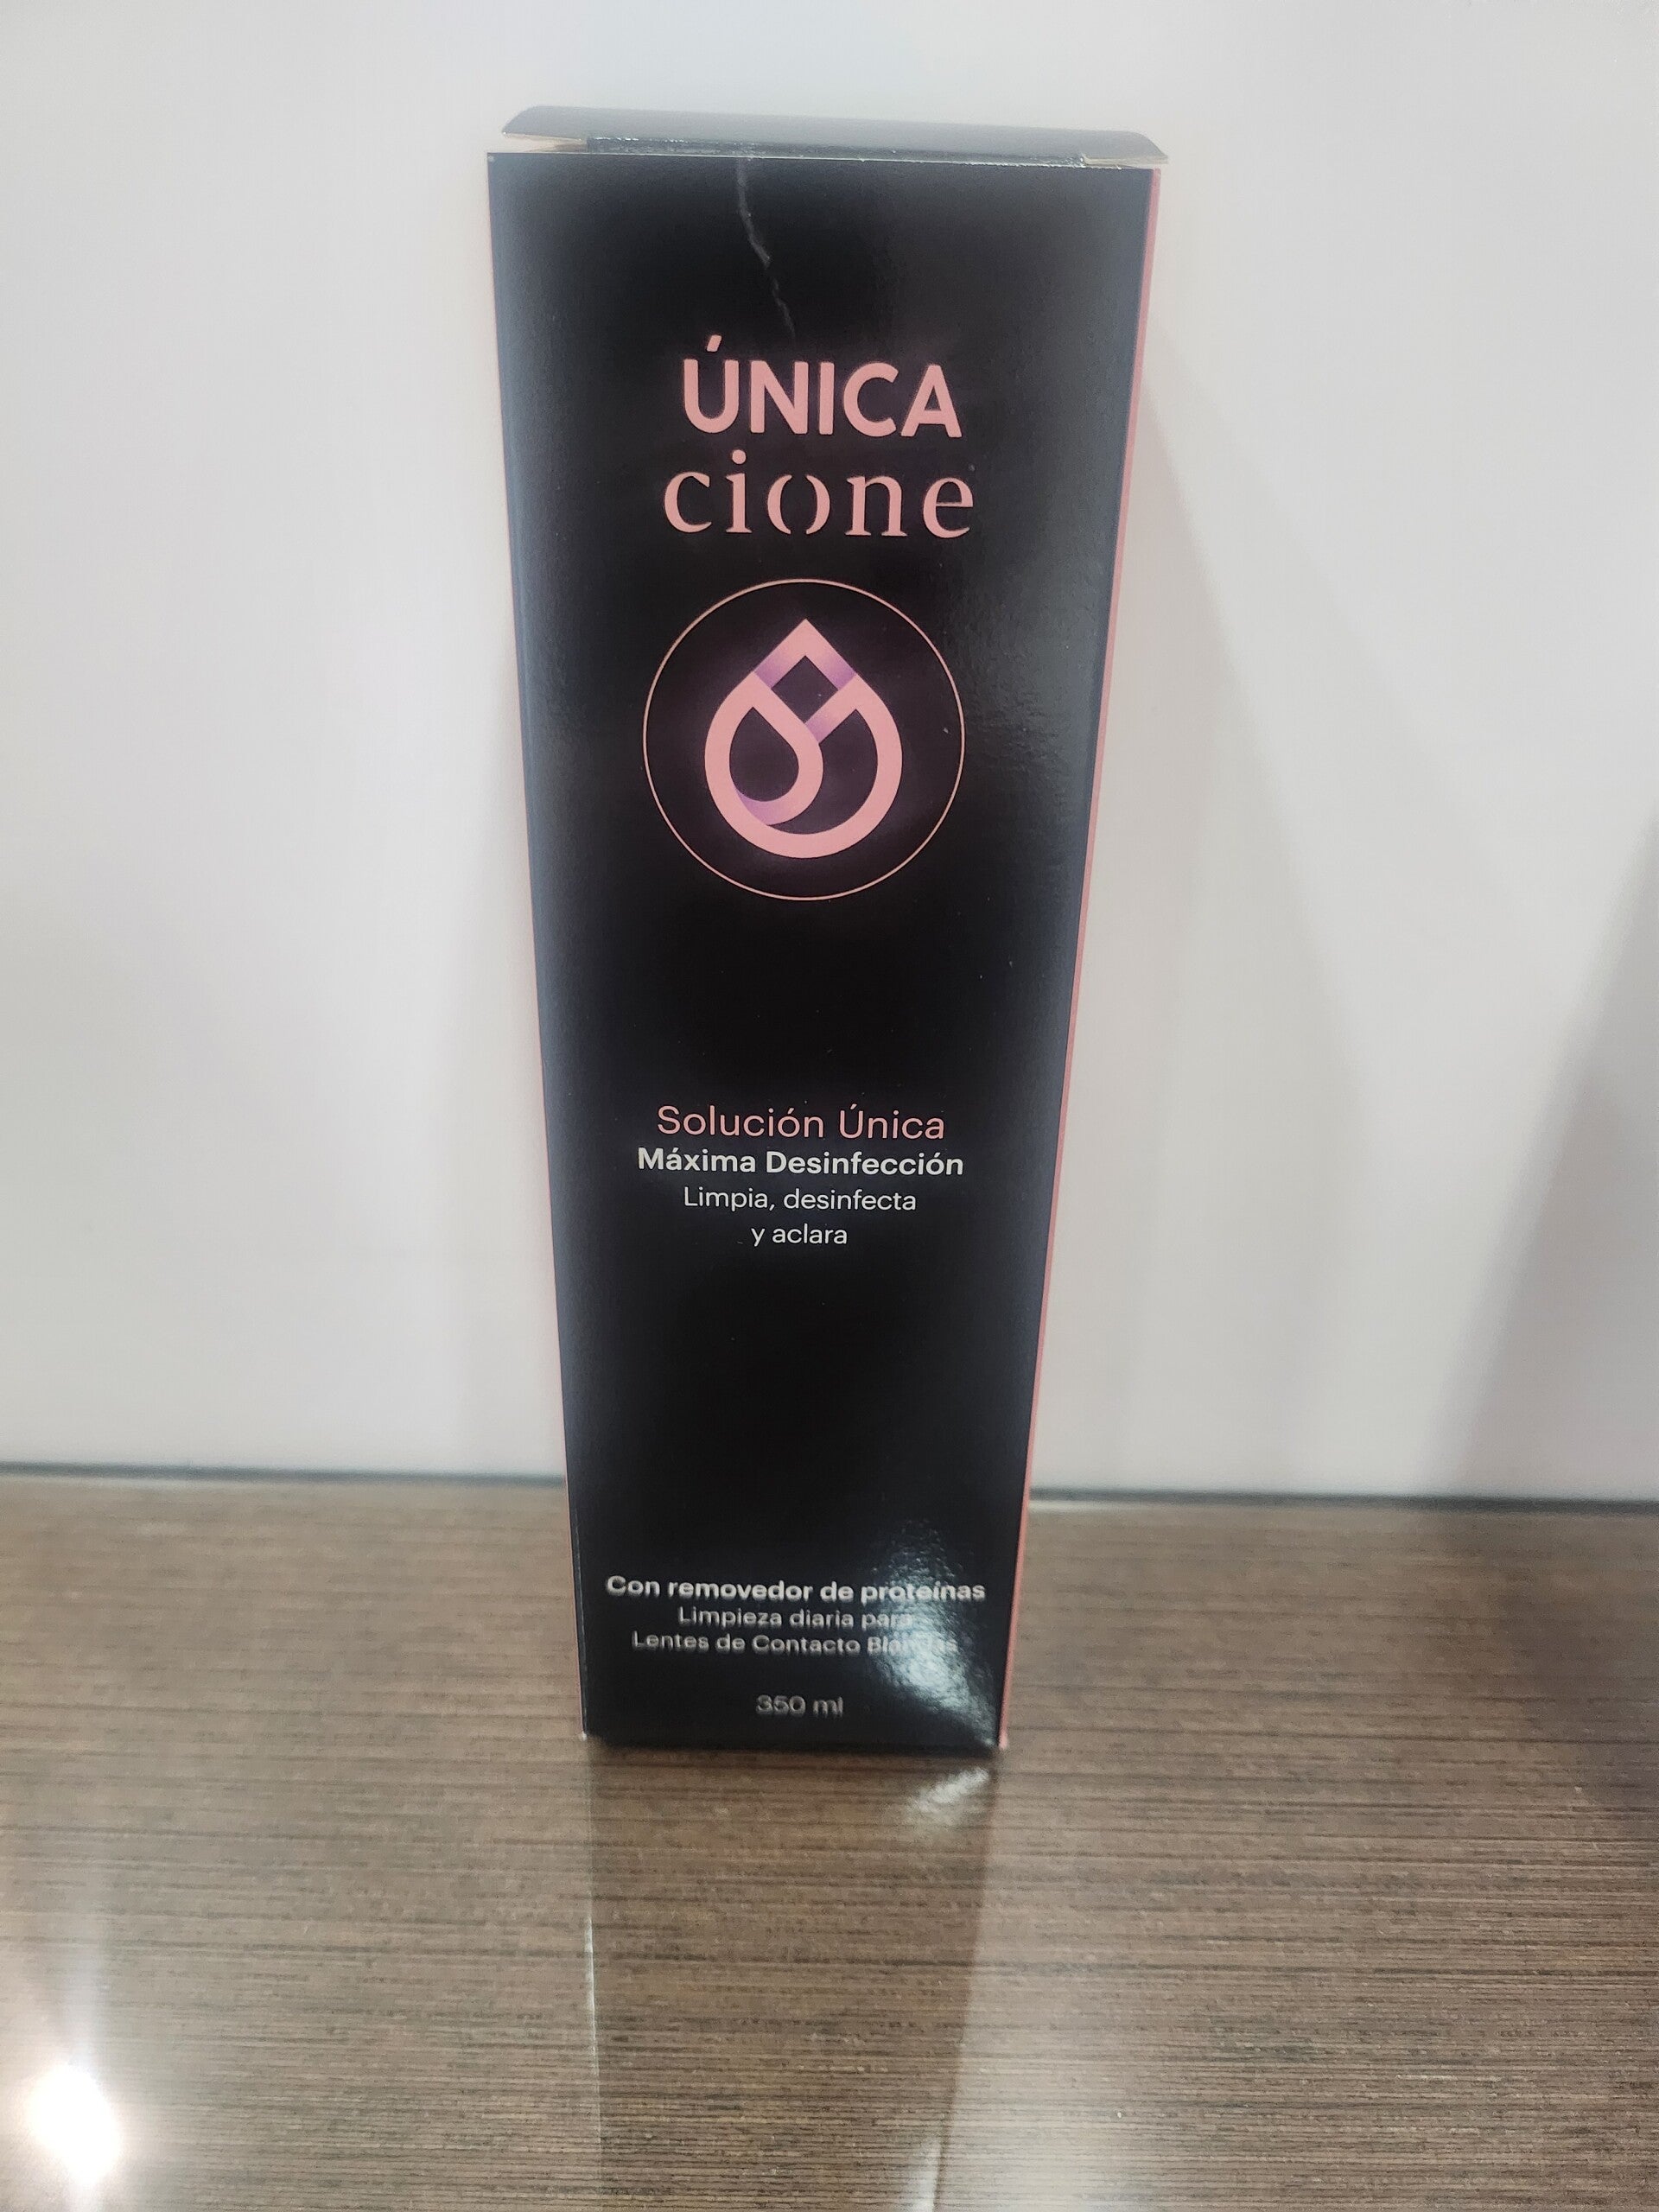 ÚNICA
cione
Solución Única
Máxima Desinfección
Limpia, desinfecta
y aclara
Con removedor de proteínas
Limpieza diaria para
Lentes de Contacto Blandas
350 ml